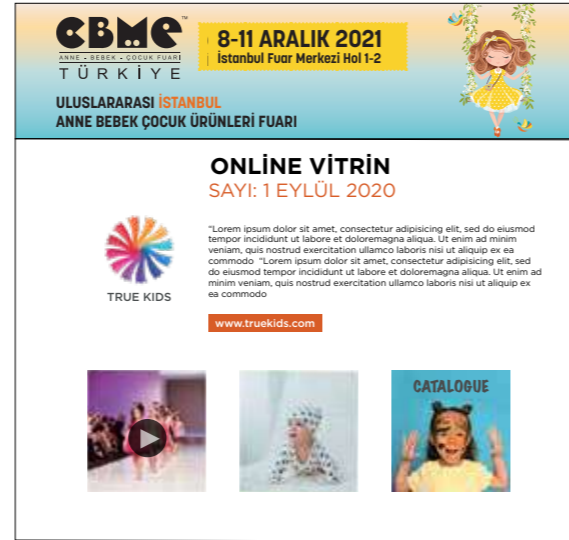 CBME™
ANNE - BEBEK - ÇOCUK FUARI
TÜRKİYE
8-11 ARALIK 2021
İstanbul Fuar Merkezi Hol 1-2
ULUSLARARASI İSTANBUL
ANNE BEBEK ÇOCUK ÜRÜNLERİ FUARI
ONLİNE VİTRİN
SAYI: 1 EYLÜL 2020
TRUE KIDS
“Lorem ipsum dolor sit amet, consectetur adipisicing elit, sed do eiusmod
tempor incididunt ut labore et doloremagna aliqua. Ut enim ad minim
veniam, quis nostrud exercitation ullamco laboris nisi ut aliquip ex ea
commodo “Lorem ipsum dolor sit amet, consectetur adipisicing elit, sed
do eiusmod tempor incididunt ut labore et doloremagna aliqua. Ut enim ad
minim veniam, quis nostrud exercitation ullamco laboris nisi ut aliquip ex
ea commodo
www.truekids.com
CATALOGUE